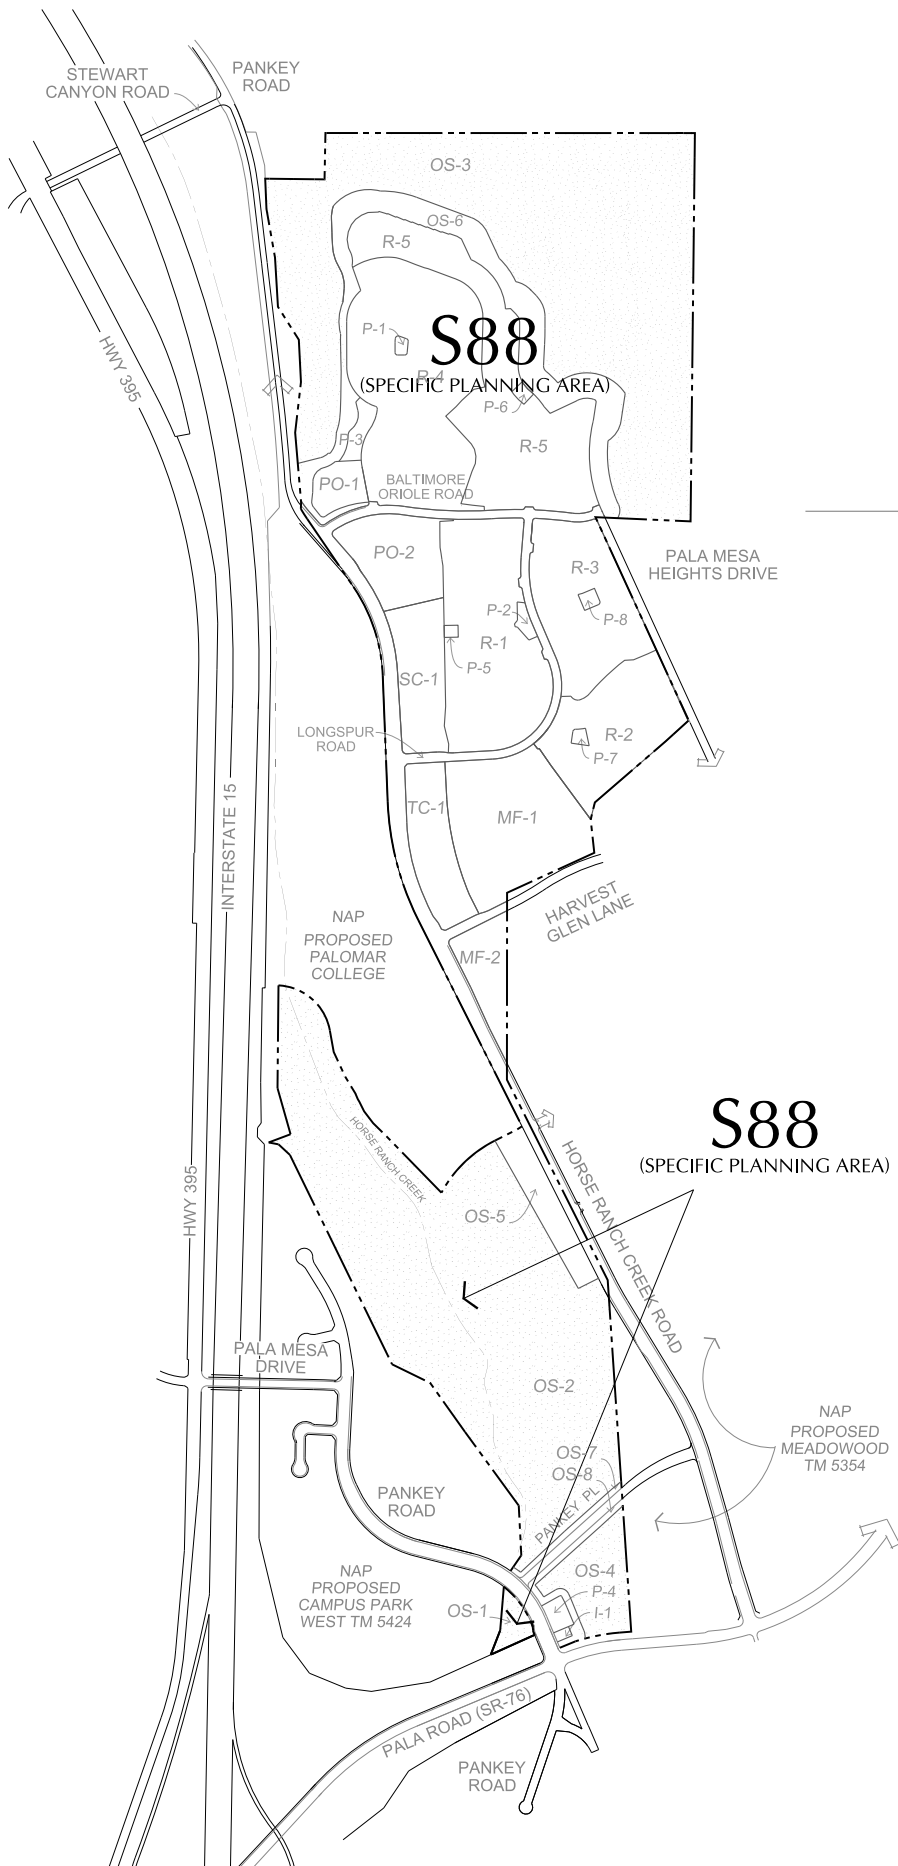 STEWART
CANYON ROAD
PANKEY
ROAD
OS-3
OS-6
R-5
P-1
S88
R-4
(SPECIFIC PLANNING AREA)
P-6
P-3
R-5
PO-1
BALTIMORE
ORIOLE ROAD
HWY 395
PO-2
PALA MESA
HEIGHTS DRIVE
R-3
P-2
P-8
R-1
P-5
SC-1
LONGSPUR
ROAD
R-2
P-7
TC-1
MF-1
INTERSTATE 15
HARVEST
GLEN LANE
NAP
PROPOSED
PALOMAR
COLLEGE
MF-2
S88
(SPECIFIC PLANNING AREA)
HORSE RANCH CREEK
HORSE RANCH CREEK ROAD
HWY 395
OS-5
PALA MESA
DRIVE
OS-2
NAP
PROPOSED
MEADOWOOD
TM 5354
OS-7
OS-8
PANKEY PL
PANKEY
ROAD
NAP
PROPOSED
CAMPUS PARK
WEST TM 5424
OS-4
P-4
OS-1
I-1
PALA ROAD (SR-76)
PANKEY
ROAD